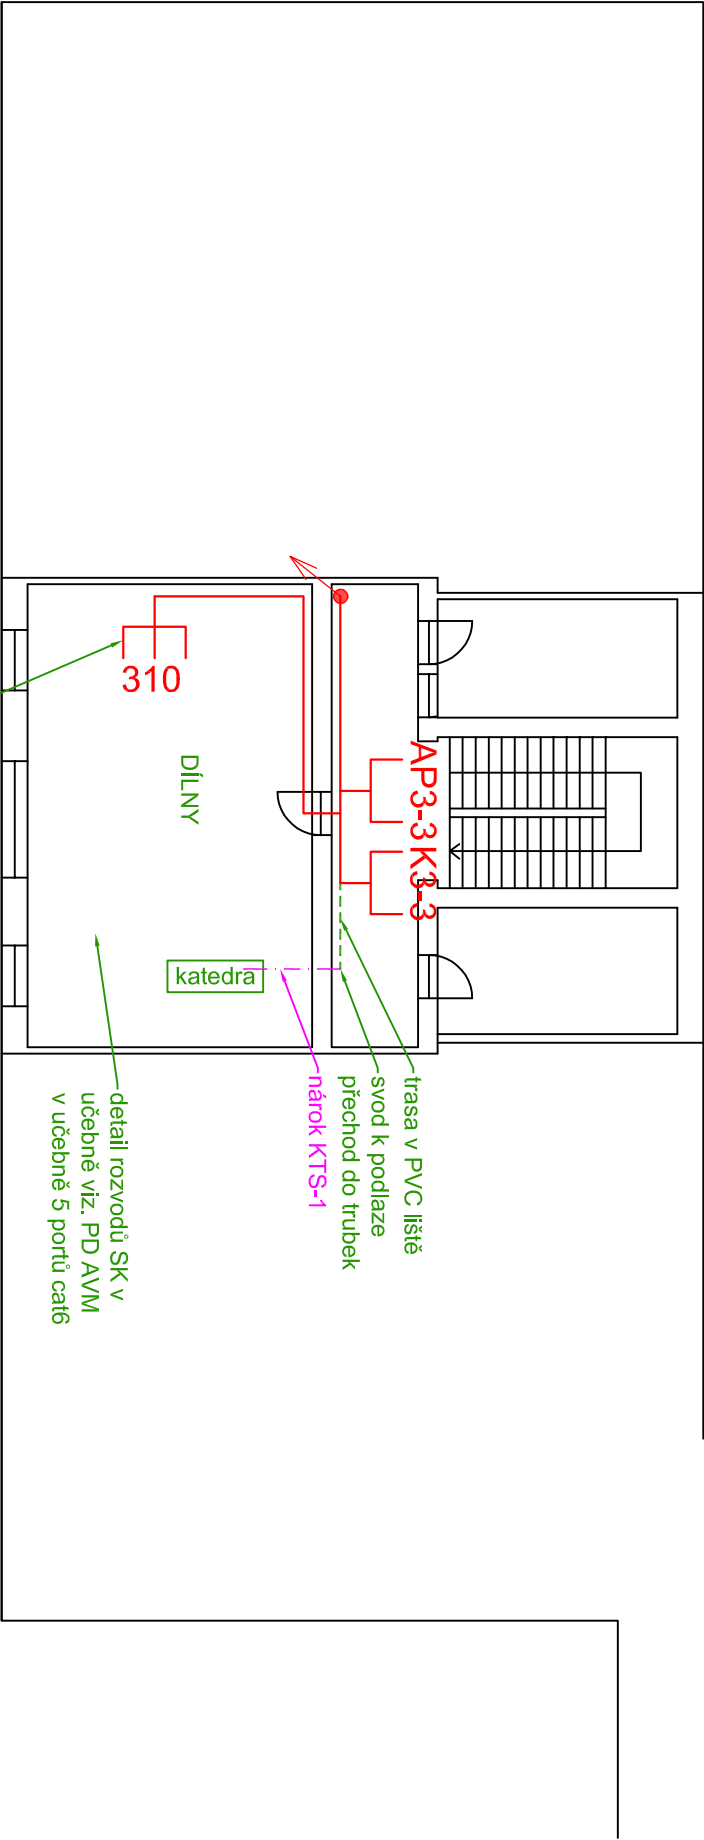 310
DÍLNY
AP3-3
K3-3
katedra
trasa v PVC liště
svod k podlaze
přechod do trubek
nárok KTS-1
detail rozvodů SK v
učebně viz. PD AVM
v učebně 5 portů cat6